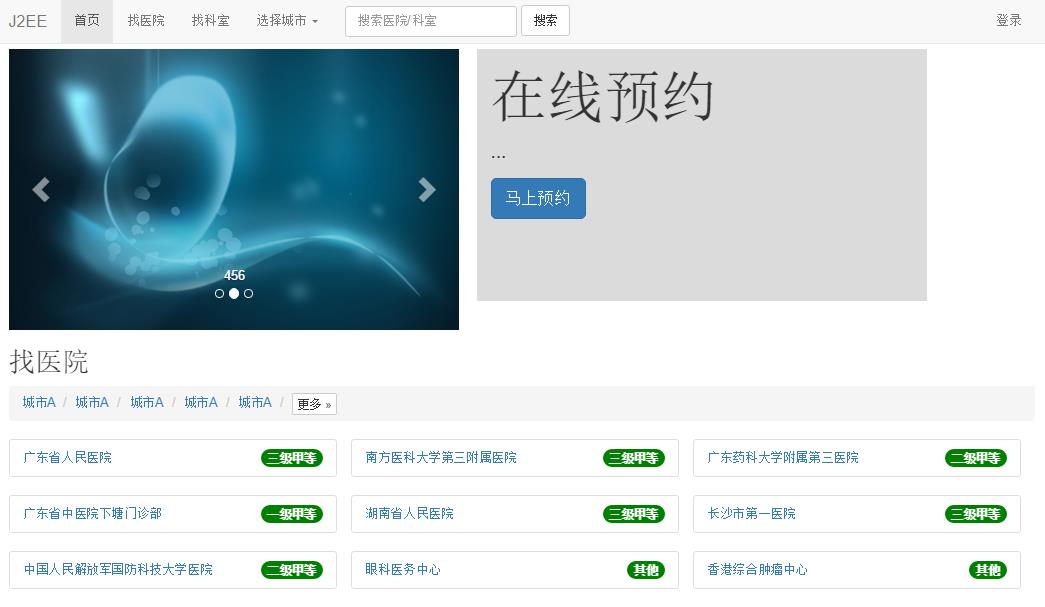 J2EE 首页 找医院 找科室 选择城市 搜索医院/科室 搜索 登录
456
在线预约
...
马上预约
找医院
城市A / 城市A / 城市A / 城市A / 城市A / 更多 »
广东省人民医院 三级甲等 南方医科大学第三附属医院 三级甲等 广东药科大学附属第三医院 二级甲等
广东省中医院下塘门诊部 一级甲等 湖南省人民医院 三级甲等 长沙市第一医院 三级甲等
中国人民解放军国防科技大学医院 二级甲等 眼科医务中心 其他 香港综合肿瘤中心 其他